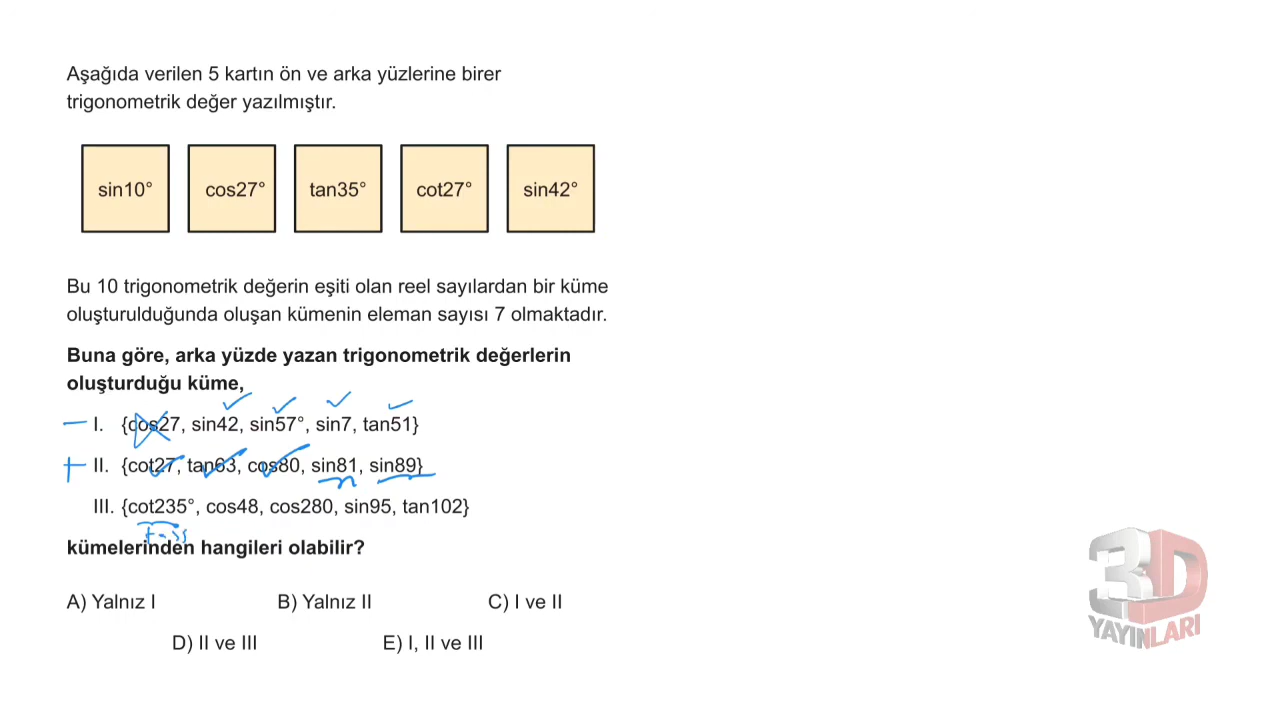 Aşağıda verilen 5 kartın ön ve arka yüzlerine birer
trigonometrik değer yazılmıştır.
sin10° cos27° tan35° cot27° sin42°
Bu 10 trigonometrik değerin eşiti olan reel sayılardan bir küme
oluşturulduğunda oluşan kümenin eleman sayısı 7 olmaktadır.
Buna göre, arka yüzde yazan trigonometrik değerlerin
oluşturduğu küme,
I. {cos27, sin42, sin57°, sin7, tan51}
II. {cot27, tan63, cos80, sin81, sin89}
III. {cot235°, cos48, cos280, sin95, tan102}
kümelerinden hangileri olabilir?
A) Yalnız I B) Yalnız II C) I ve II
D) II ve III E) I, II ve III
3D
YAYINLARI